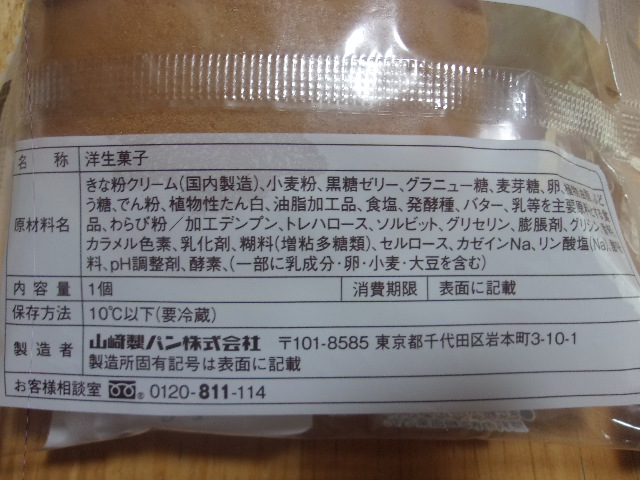 名 称 洋生菓子
原材料名 きな粉クリーム(国内製造)、小麦粉、黒糖ゼリー、グラニュー糖、麦芽糖、卵、
う糖、でん粉、植物性たん白、油脂加工品、食塩、発酵種、バター、乳等を主要原料とする食
品、わらび粉／加工デンプン、トレハロース、ソルビット、グリセリン、膨脹剤、グリシン、
カラメル色素、乳化剤、糊料(増粘多糖類)、セルロース、カゼインNa、リン酸塩(Na)、
料、pH調整剤、酵素、(一部に乳成分・卵・小麦・大豆を含む)
内 容 量 1個 消費期限 表面に記載
保存方法 10℃以下(要冷蔵)
製 造 者 山崎製パン株式会社 〒101-8585 東京都千代田区岩本町3-10-1
製造所固有記号は表面に記載
お客様相談室 0120-811-114